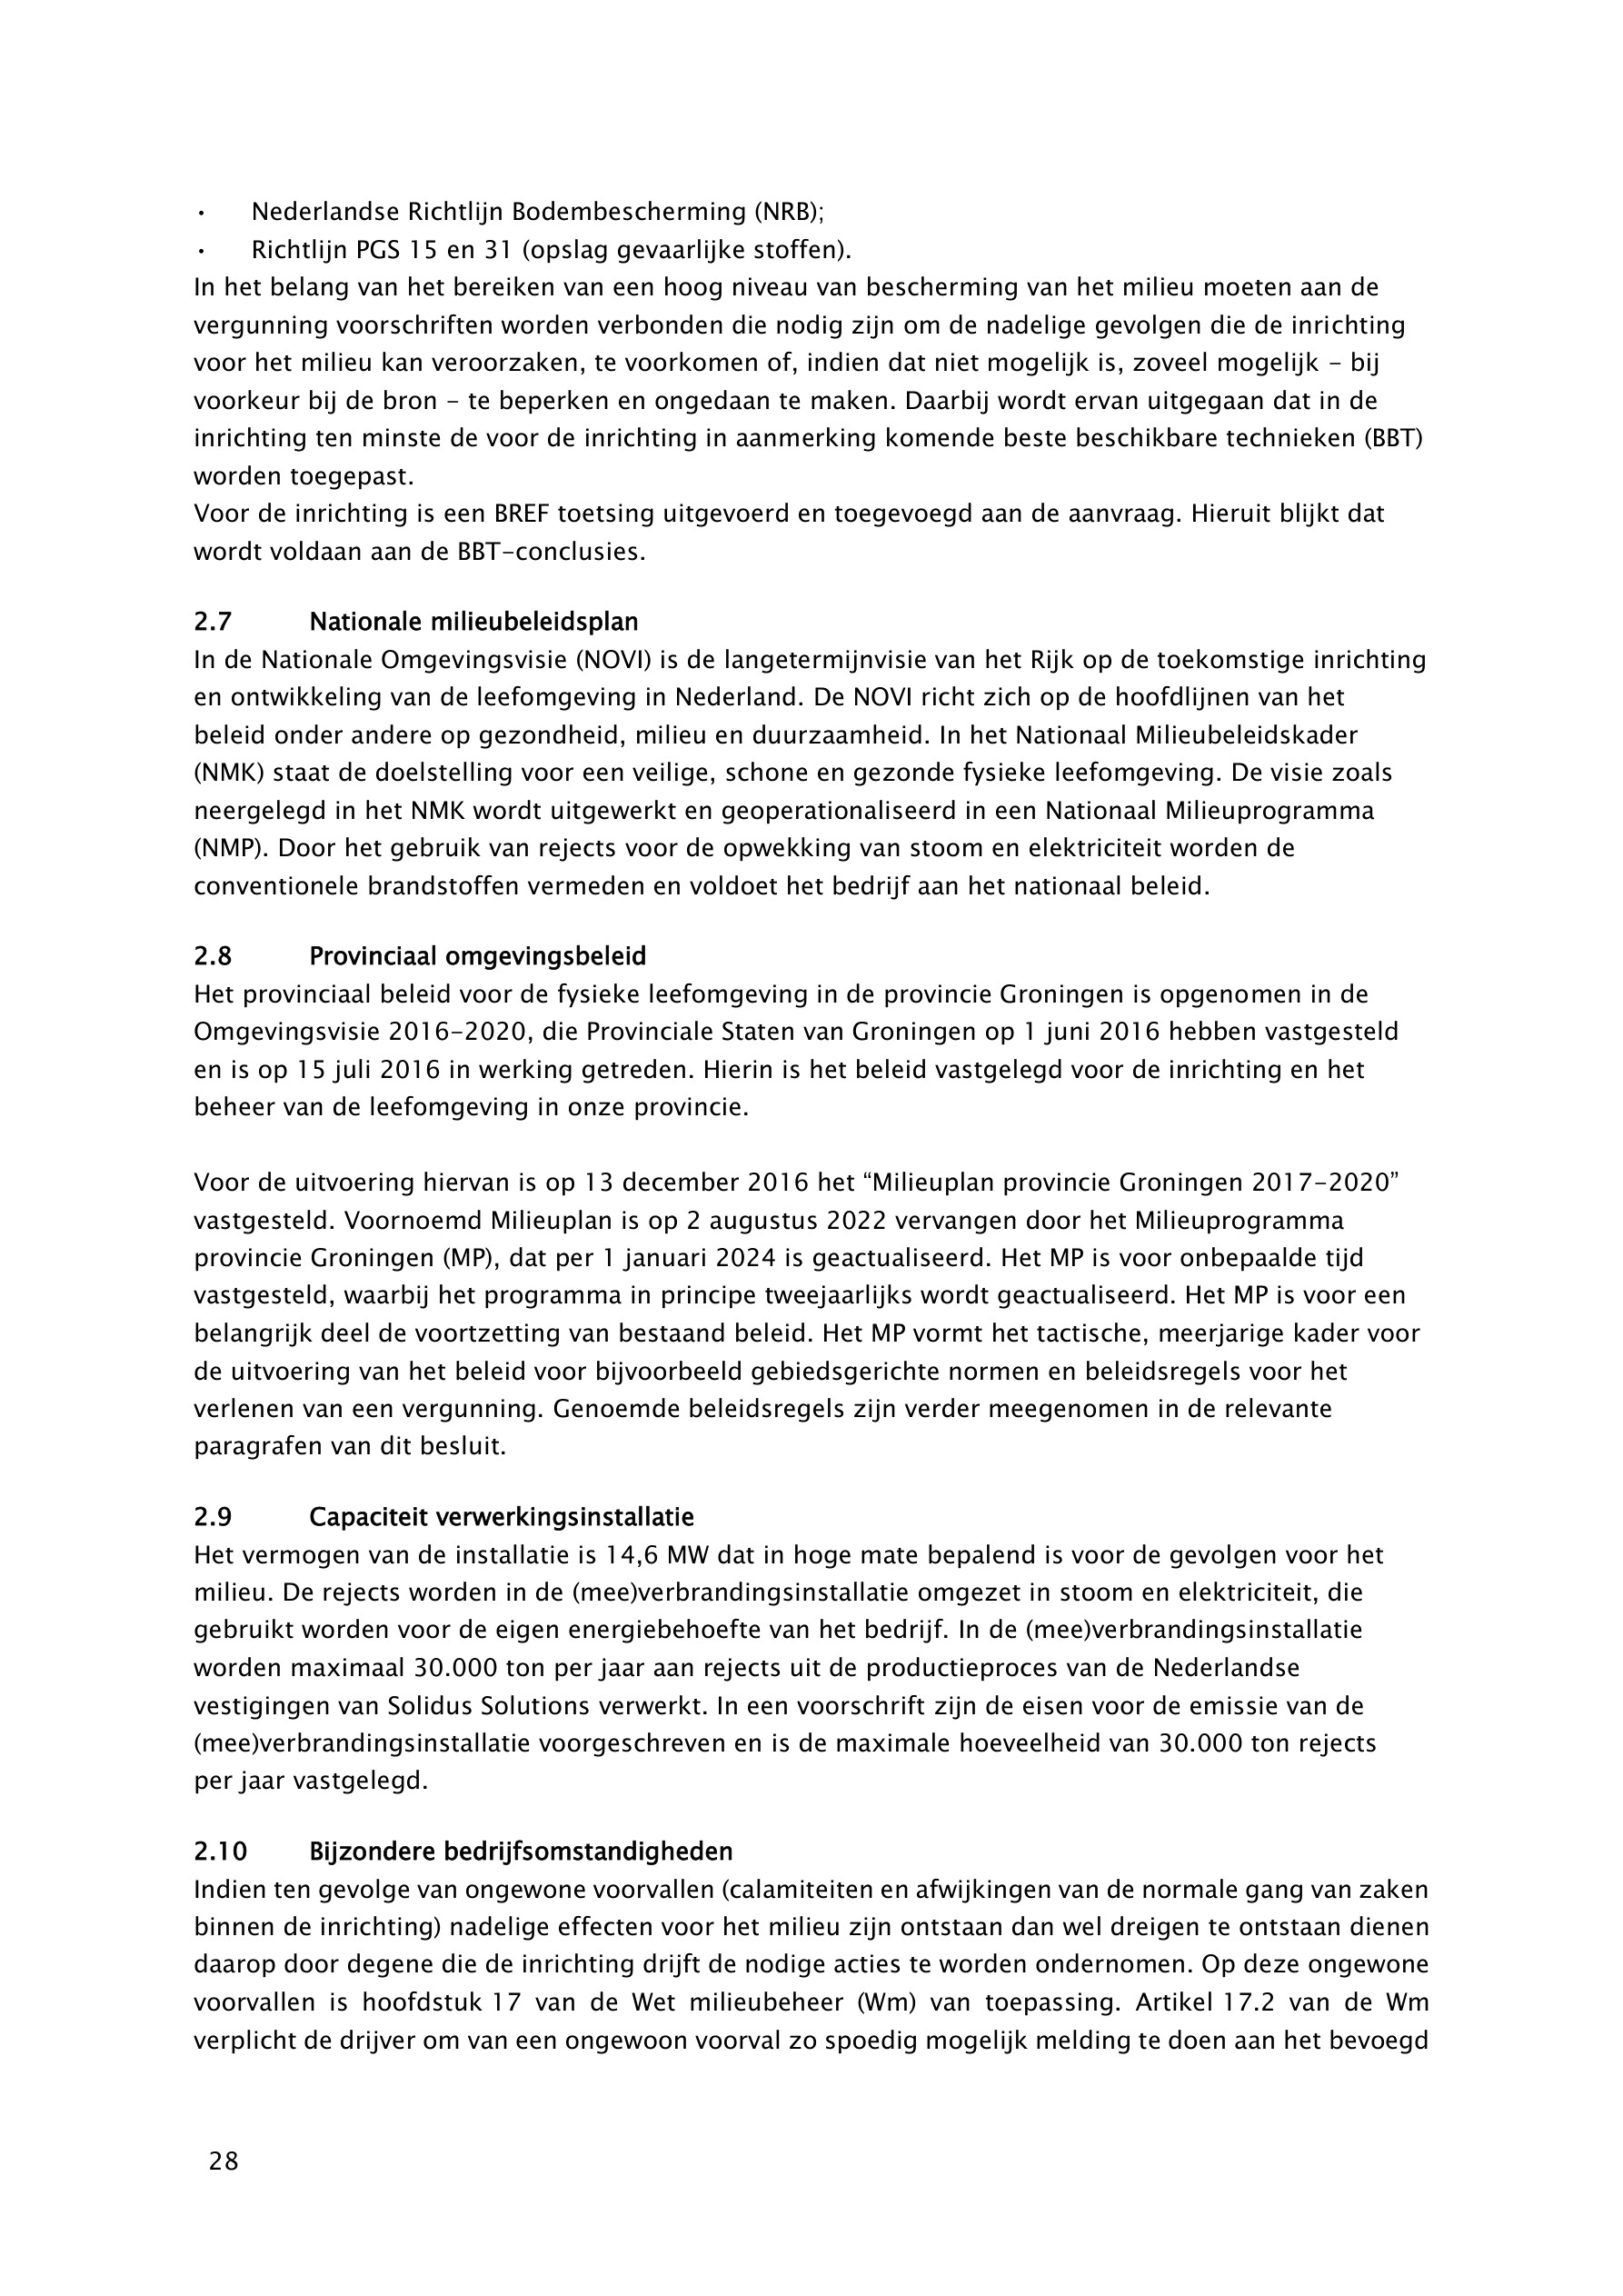 • Nederlandse Richtlijn Bodembescherming (NRB);
• Richtlijn PGS 15 en 31 (opslag gevaarlijke stoffen).
In het belang van het bereiken van een hoog niveau van bescherming van het milieu moeten aan de
vergunning voorschriften worden verbonden die nodig zijn om de nadelige gevolgen die de inrichting
voor het milieu kan veroorzaken, te voorkomen of, indien dat niet mogelijk is, zoveel mogelijk - bij
voorkeur bij de bron - te beperken en ongedaan te maken. Daarbij wordt ervan uitgegaan dat in de
inrichting ten minste de voor de inrichting in aanmerking komende beste beschikbare technieken (BBT)
worden toegepast.
Voor de inrichting is een BREF toetsing uitgevoerd en toegevoegd aan de aanvraag. Hieruit blijkt dat
wordt voldaan aan de BBT-conclusies.
2.7 Nationale milieubeleidsplan
In de Nationale Omgevingsvisie (NOVI) is de langetermijnvisie van het Rijk op de toekomstige inrichting
en ontwikkeling van de leefomgeving in Nederland. De NOVI richt zich op de hoofdlijnen van het
beleid onder andere op gezondheid, milieu en duurzaamheid. In het Nationaal Milieubeleidskader
(NMK) staat de doelstelling voor een veilige, schone en gezonde fysieke leefomgeving. De visie zoals
neergelegd in het NMK wordt uitgewerkt en geoperationaliseerd in een Nationaal Milieuprogramma
(NMP). Door het gebruik van rejects voor de opwekking van stoom en elektriciteit worden de
conventionele brandstoffen vermeden en voldoet het bedrijf aan het nationaal beleid.
2.8 Provinciaal omgevingsbeleid
Het provinciaal beleid voor de fysieke leefomgeving in de provincie Groningen is opgenomen in de
Omgevingsvisie 2016-2020, die Provinciale Staten van Groningen op 1 juni 2016 hebben vastgesteld
en is op 15 juli 2016 in werking getreden. Hierin is het beleid vastgelegd voor de inrichting en het
beheer van de leefomgeving in onze provincie.
Voor de uitvoering hiervan is op 13 december 2016 het “Milieuplan provincie Groningen 2017-2020”
vastgesteld. Voornoemd Milieuplan is op 2 augustus 2022 vervangen door het Milieuprogramma
provincie Groningen (MP), dat per 1 januari 2024 is geactualiseerd. Het MP is voor onbepaalde tijd
vastgesteld, waarbij het programma in principe tweejaarlijks wordt geactualiseerd. Het MP is voor een
belangrijk deel de voortzetting van bestaand beleid. Het MP vormt het tactische, meerjarige kader voor
de uitvoering van het beleid voor bijvoorbeeld gebiedsgerichte normen en beleidsregels voor het
verlenen van een vergunning. Genoemde beleidsregels zijn verder meegenomen in de relevante
paragrafen van dit besluit.
2.9 Capaciteit verwerkingsinstallatie
Het vermogen van de installatie is 14,6 MW dat in hoge mate bepalend is voor de gevolgen voor het
milieu. De rejects worden in de (mee)verbrandingsinstallatie omgezet in stoom en elektriciteit, die
gebruikt worden voor de eigen energiebehoefte van het bedrijf. In de (mee)verbrandingsinstallatie
worden maximaal 30.000 ton per jaar aan rejects uit de productieproces van de Nederlandse
vestigingen van Solidus Solutions verwerkt. In een voorschrift zijn de eisen voor de emissie van de
(mee)verbrandingsinstallatie voorgeschreven en is de maximale hoeveelheid van 30.000 ton rejects
per jaar vastgelegd.
2.10 Bijzondere bedrijfsomstandigheden
Indien ten gevolge van ongewone voorvallen (calamiteiten en afwijkingen van de normale gang van zaken
binnen de inrichting) nadelige effecten voor het milieu zijn ontstaan dan wel dreigen te ontstaan dienen
daarop door degene die de inrichting drijft de nodige acties te worden ondernomen. Op deze ongewone
voorvallen is hoofdstuk 17 van de Wet milieubeheer (Wm) van toepassing. Artikel 17.2 van de Wm
verplicht de drijver om van een ongewoon voorval zo spoedig mogelijk melding te doen aan het bevoegd
28